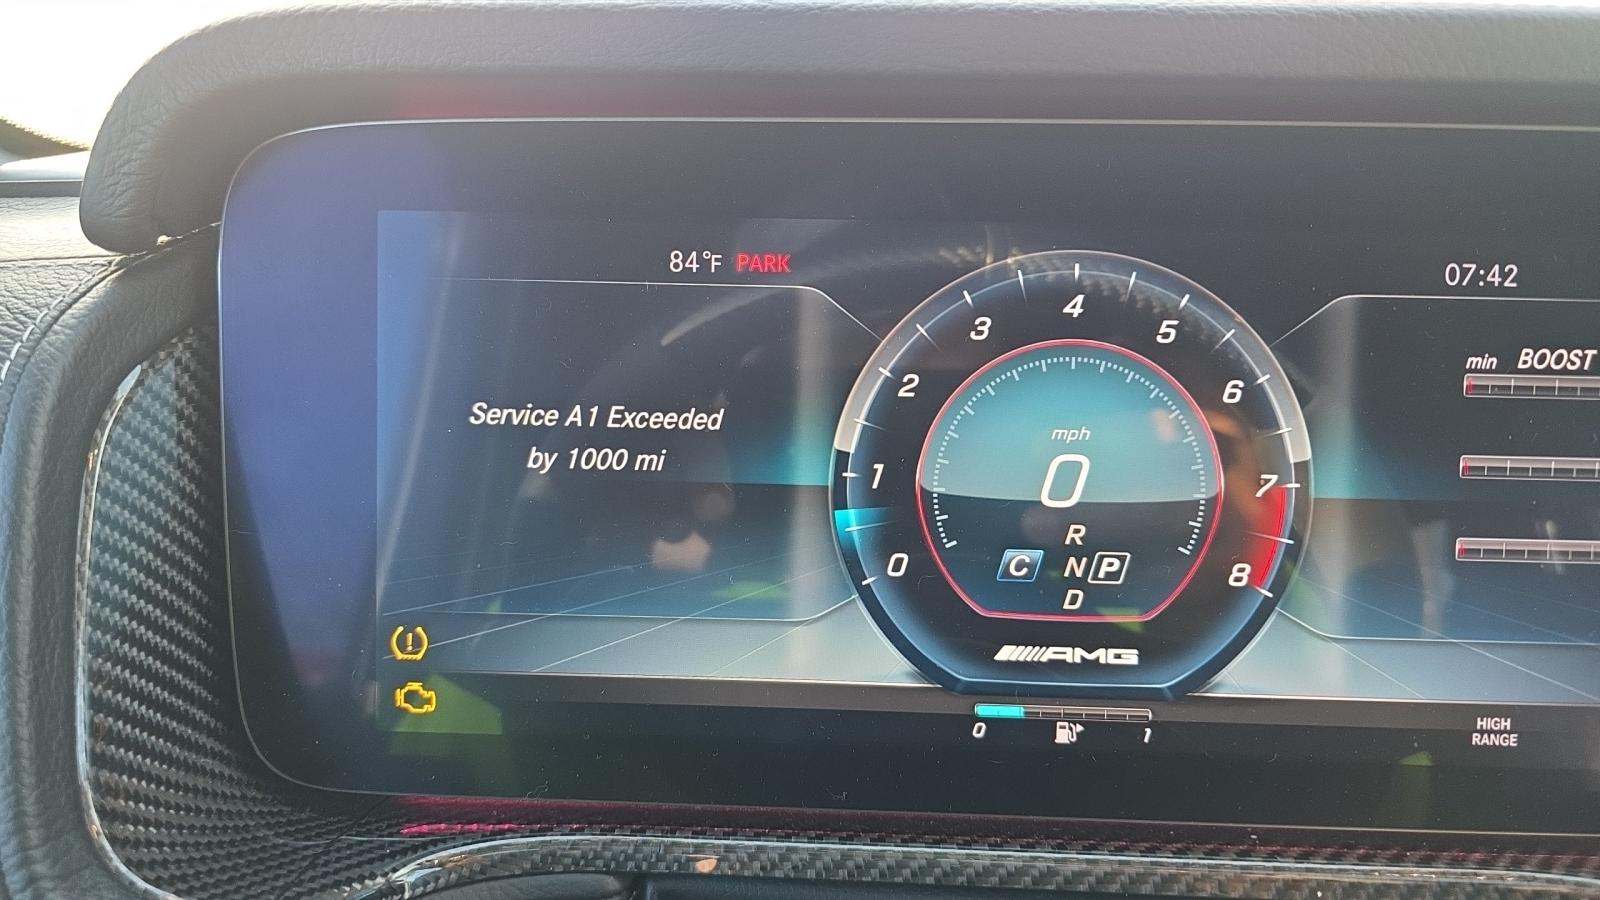 84°F PARK
07:42
Service A1 Exceeded
by 1000 mi
0
1
2
3
4
5
6
7
8
mph
0
R
C N P
D
AMG
min BOOST
0 1
HIGH
RANGE